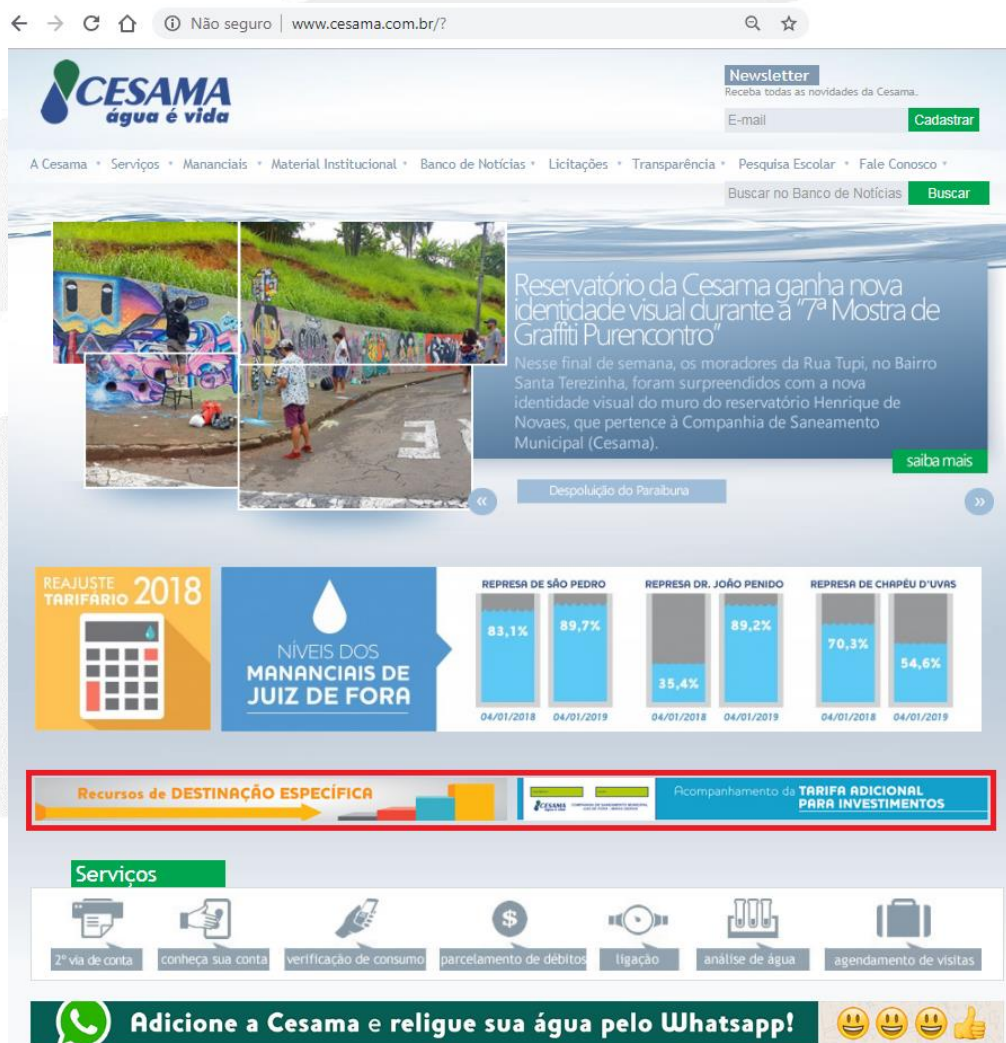 Não seguro | www.cesama.com.br/?
CESAMA
água é vida
Newsletter
Receba todas as novidades da Cesama.
E-mail
Cadastrar
A Cesama Serviços Mananciais Material Institucional Banco de Notícias Licitações Transparência Pesquisa Escolar Fale Conosco
Buscar no Banco de Notícias
Buscar
Reservatório da Cesama ganha nova
identidade visual durante a "7ª Mostra de
Graffiti Purencontro"
Nesse final de semana, os moradores da Rua Tupi, no Bairro
Santa Terezinha, foram surpreendidos com a nova
identidade visual do muro do reservatório Henrique de
Novaes, que pertence à Companhia de Saneamento
Municipal (Cesama).
saiba mais
«
Despoluição do Paraibuna
»
REAJUSTE
TARIFÁRIO 2018
NÍVEIS DOS
MANANCIAIS DE
JUIZ DE FORA
REPRESA DE SÃO PEDRO
83,1% 89,7%
04/01/2018 04/01/2019
REPRESA DR. JOÃO PENIDO
35,4% 89,2%
04/01/2018 04/01/2019
REPRESA DE CHAPÉU D'UVAS
70,3% 54,6%
04/01/2018 04/01/2019
Recursos de DESTINAÇÃO ESPECÍFICA
CESAMA
Acompanhamento da TARIFA ADICIONAL
PARA INVESTIMENTOS
Serviços
$
2ª via de conta
conheça sua conta
verificação de consumo
parcelamento de débitos
ligação
análise de água
agendamento de visitas
Adicione a Cesama e religue sua água pelo Whatsapp!